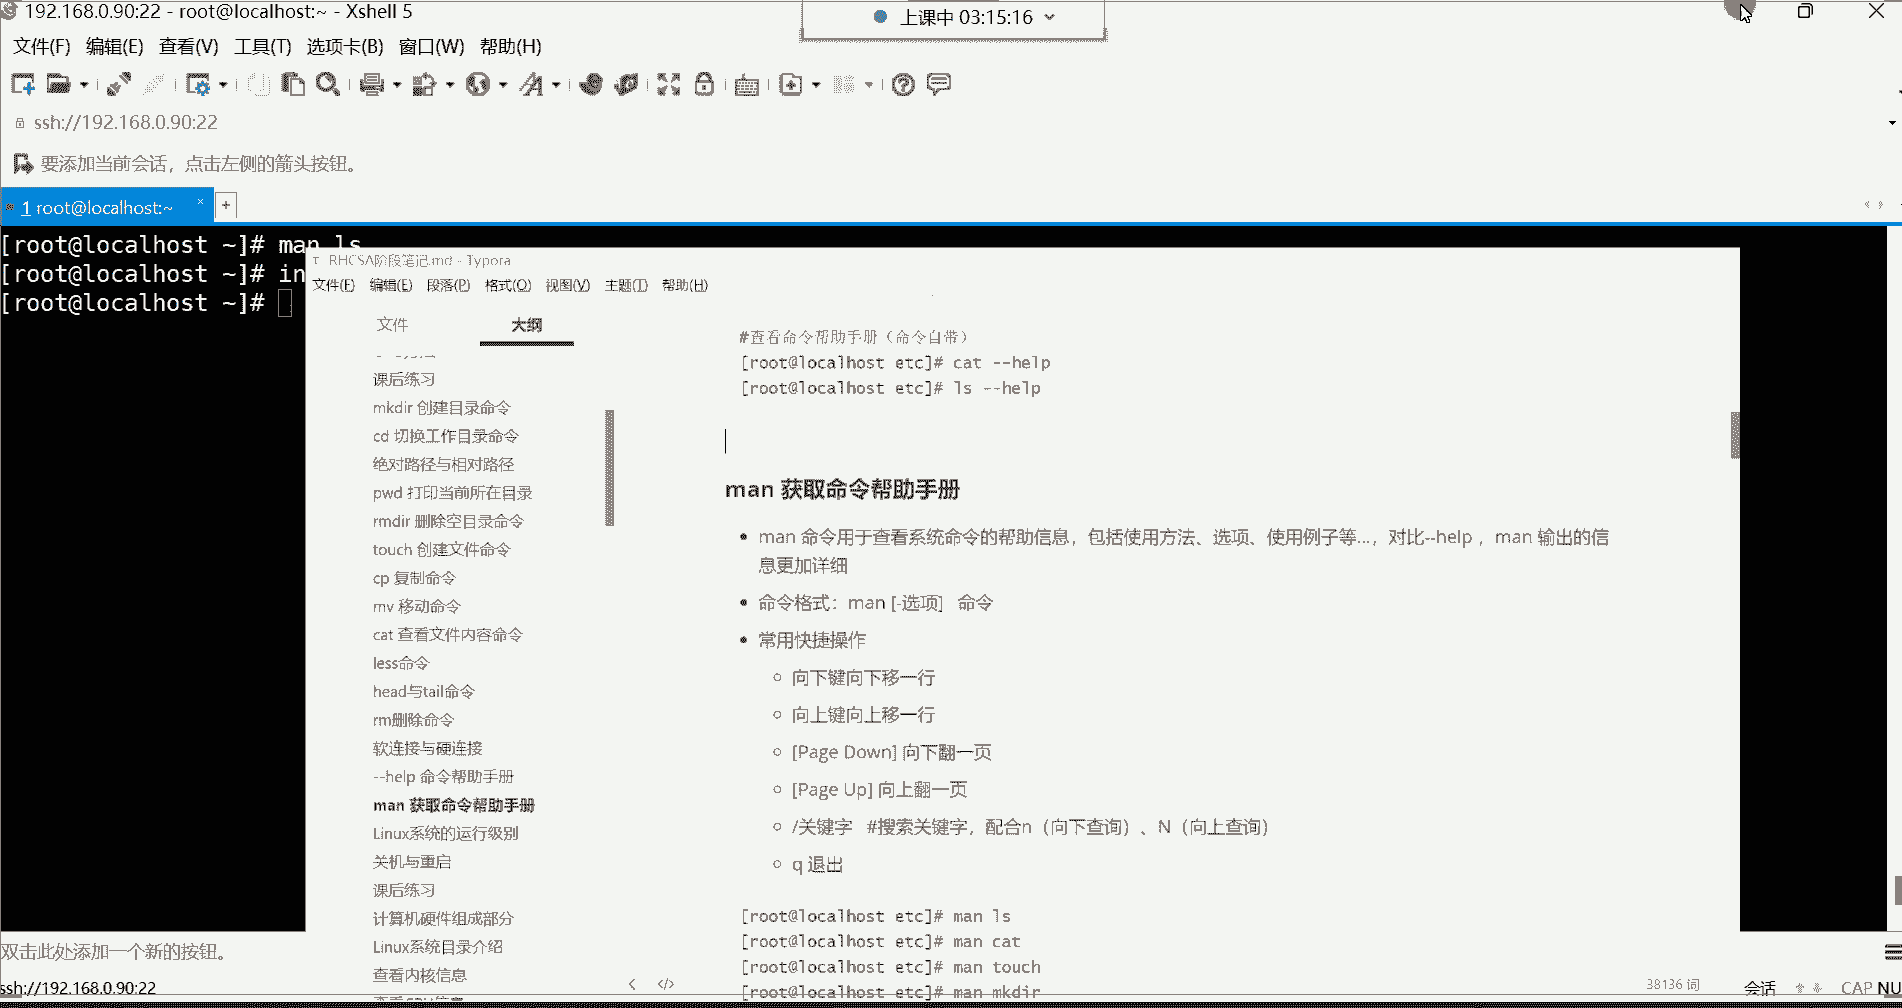 192.168.0.90:22 - root@localhost:~ - Xshell 5
上课中 03:15:16
文件(F) 编辑(E) 查看(V) 工具(T) 选项卡(B) 窗口(W) 帮助(H)
ssh://192.168.0.90:22
要添加当前会话，点击左侧的箭头按钮。
1 root@localhost:~
[root@localhost ~]# man ls
[root@localhost ~]# in
[root@localhost ~]#
RHCSA阶段笔记.md - Typora
文件(F) 编辑(E) 段落(P) 格式(O) 视图(V) 主题(T) 帮助(H)
文件 大纲
课后练习
mkdir 创建目录命令
cd 切换工作目录命令
绝对路径与相对路径
pwd 打印当前所在目录
rmdir 删除空目录命令
touch 创建文件命令
cp 复制命令
mv 移动命令
cat 查看文件内容命令
less命令
head与tail命令
rm删除命令
软连接与硬连接
--help 命令帮助手册
man 获取命令帮助手册
Linux系统的运行级别
关机与重启
课后练习
计算机硬件组成部分
Linux系统目录介绍
查看内核信息
#查看命令帮助手册（命令自带）
[root@localhost etc]# cat --help
[root@localhost etc]# ls --help
man 获取命令帮助手册
man 命令用于查看系统命令的帮助信息，包括使用方法、选项、使用例子等...，对比--help ，man 输出的信
息更加详细
命令格式：man [-选项] 命令
常用快捷操作
向下键向下移一行
向上键向上移一行
[Page Down] 向下翻一页
[Page Up] 向上翻一页
/关键字 #搜索关键字，配合n（向下查询）、N（向上查询）
q 退出
[root@localhost etc]# man ls
[root@localhost etc]# man cat
[root@localhost etc]# man touch
[root@localhost etc]# man mkdir
38136 词
双击此处添加一个新的按钮。
ssh://192.168.0.90:22
会话 CAP NU